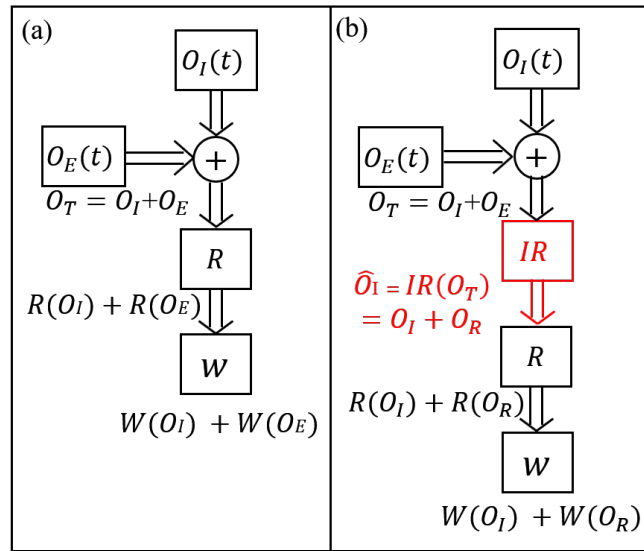 (a)
O_I(t)
O_E(t)
+
O_T = O_I+O_E
R
R(O_I) + R(O_E)
W
W(O_I) + W(O_E)
(b)
O_I(t)
O_E(t)
+
O_T = O_I+O_E
IR
Ô_I = IR(O_T)
= O_I + O_R
R
R(O_I) + R(O_R)
W
W(O_I) + W(O_R)